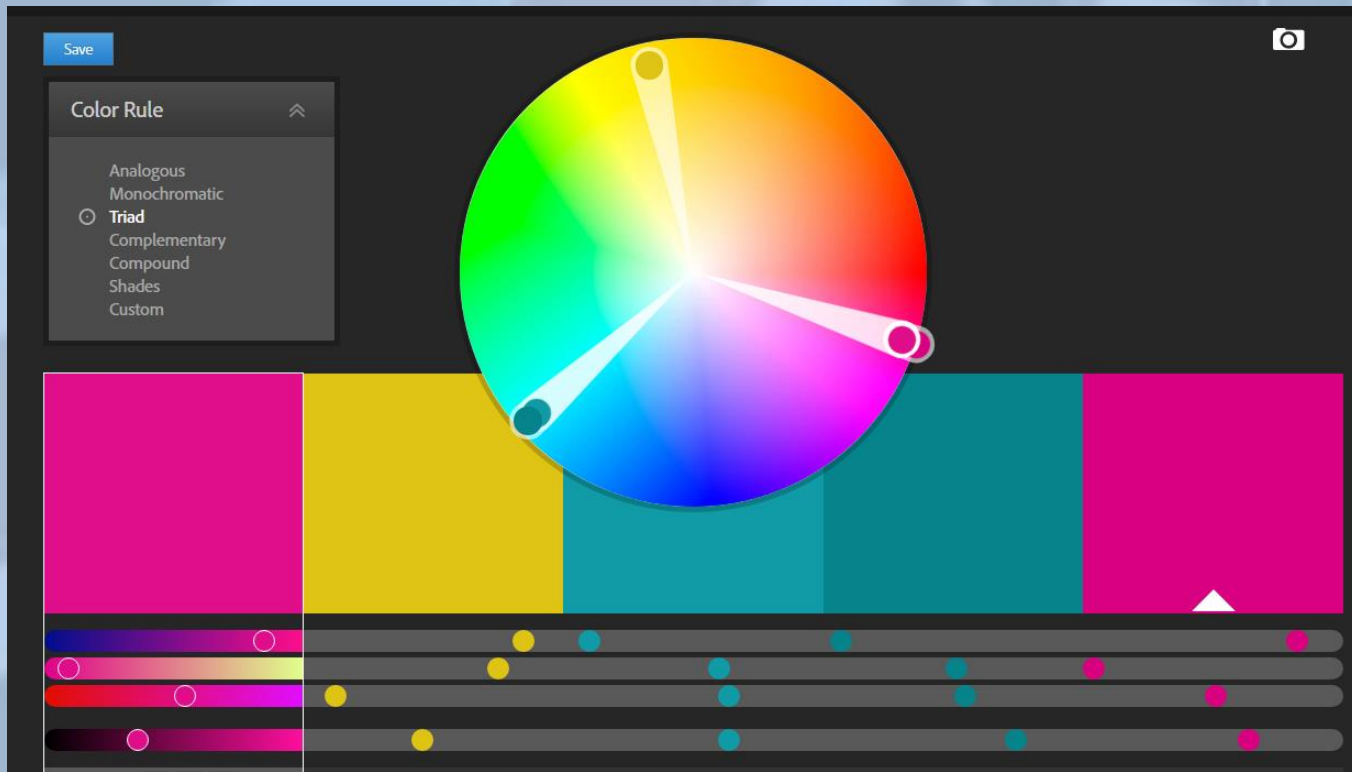 Save
Color Rule
Analogous
Monochromatic
Triad
Complementary
Compound
Shades
Custom